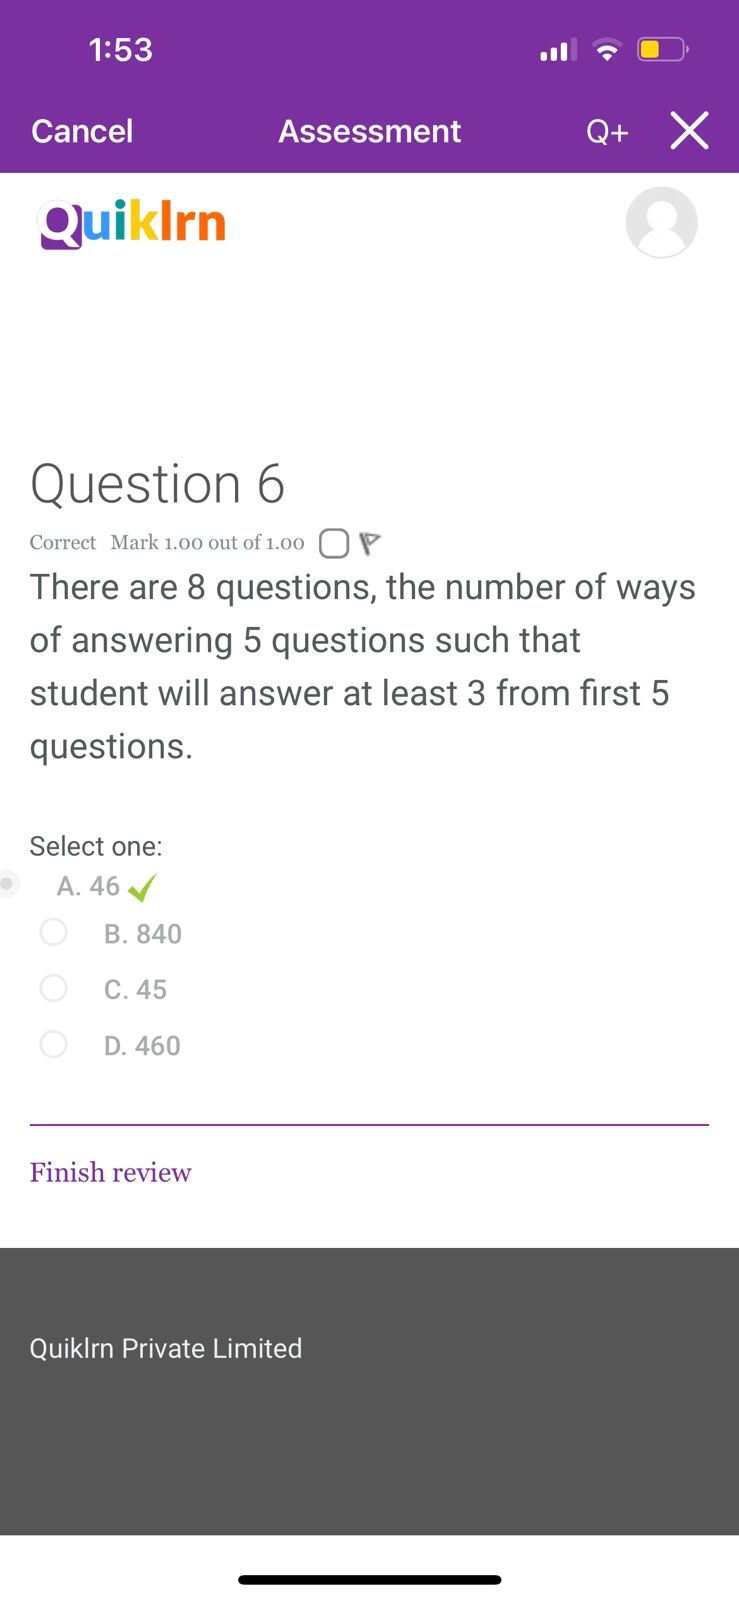 1:53
Cancel Assessment Q+
Quiklrn
Question 6
Correct Mark 1.00 out of 1.00
There are 8 questions, the number of ways
of answering 5 questions such that
student will answer at least 3 from first 5
questions.
Select one:
A. 46
B. 840
C. 45
D. 460
Finish review
Quiklrn Private Limited